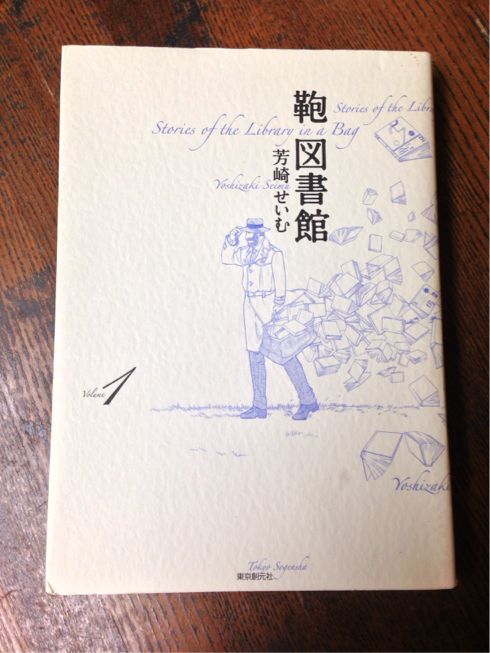 鞄図書館
Stories of the Libra
Stories of the Library in a Bag
芳崎せいむ
Yoshizaki Seimu
Volume 1
Yoshizaki
Tokyo Sogensha
東京創元社